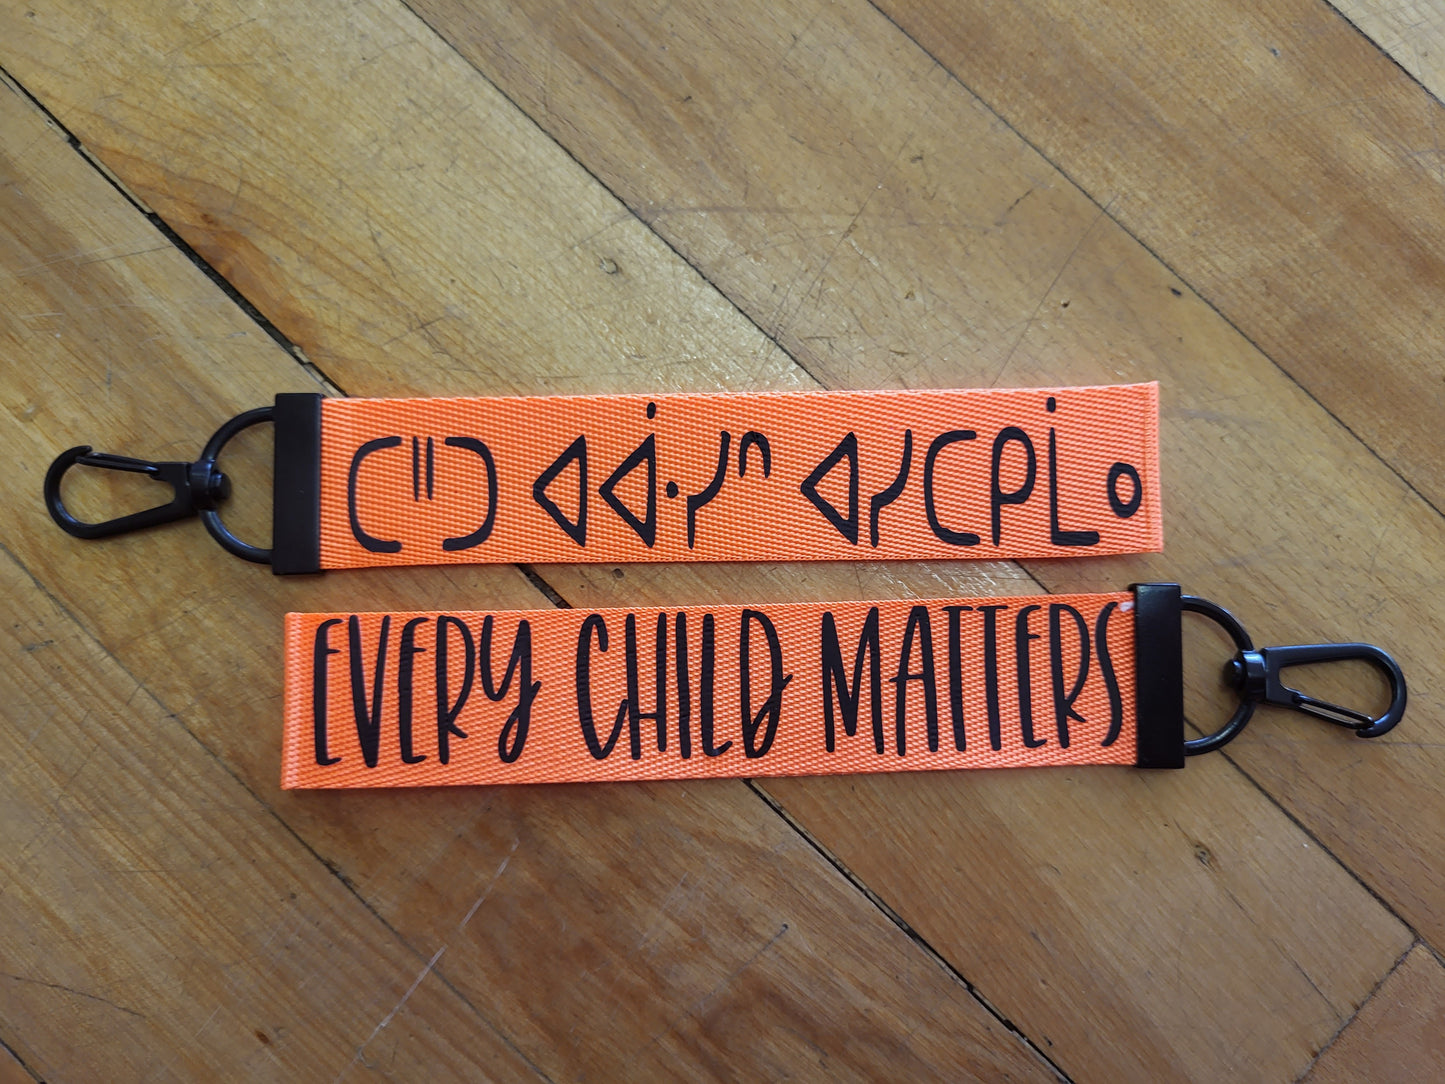 ᑕᐦᑐ ᐊᐚᓯᐢ ᐊᓯᑕᑭᒫᐤ
EVERY CHILD MATTERS